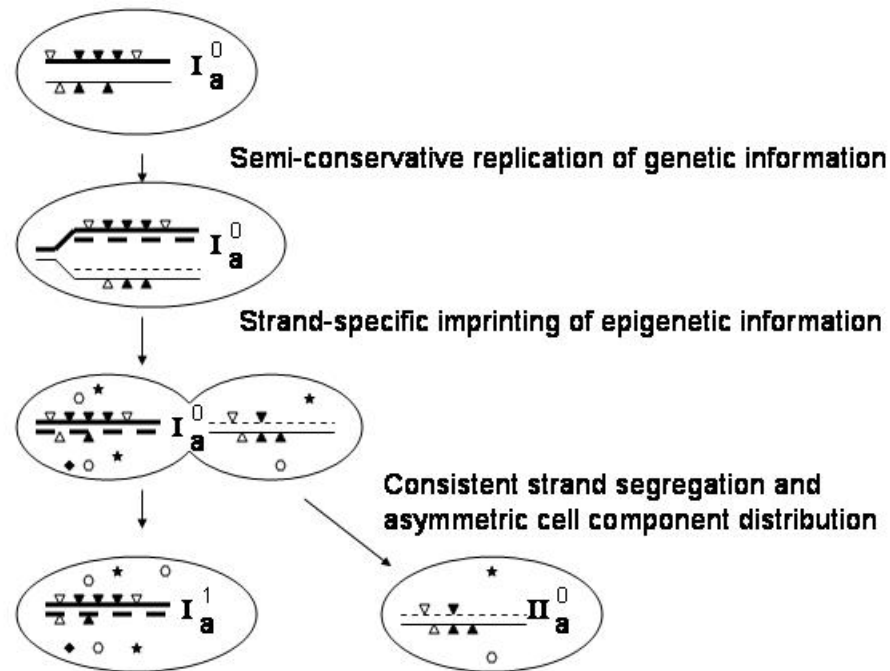 I 0 a
Semi-conservative replication of genetic information
I 0 a
Strand-specific imprinting of epigenetic information
I 0 a
Consistent strand segregation and
asymmetric cell component distribution
I 1 a
II 0 a